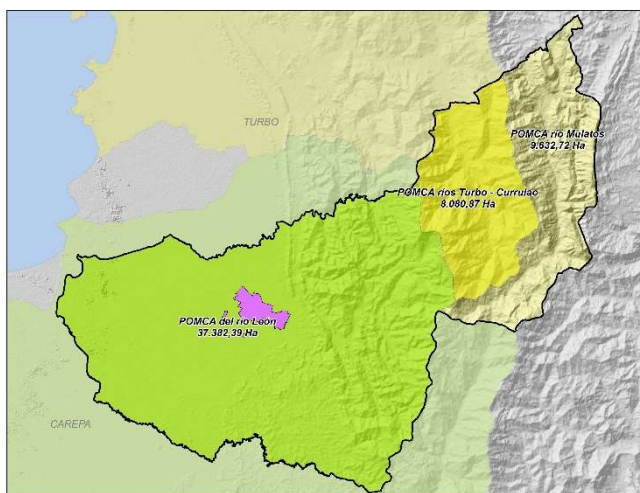 TURBO
POMCA río Mulatos
9.632,72 Ha
POMCA ríos Turbo - Currulao
8.080,87 Ha
POMCA del río León
37.382,39 Ha
CAREPA